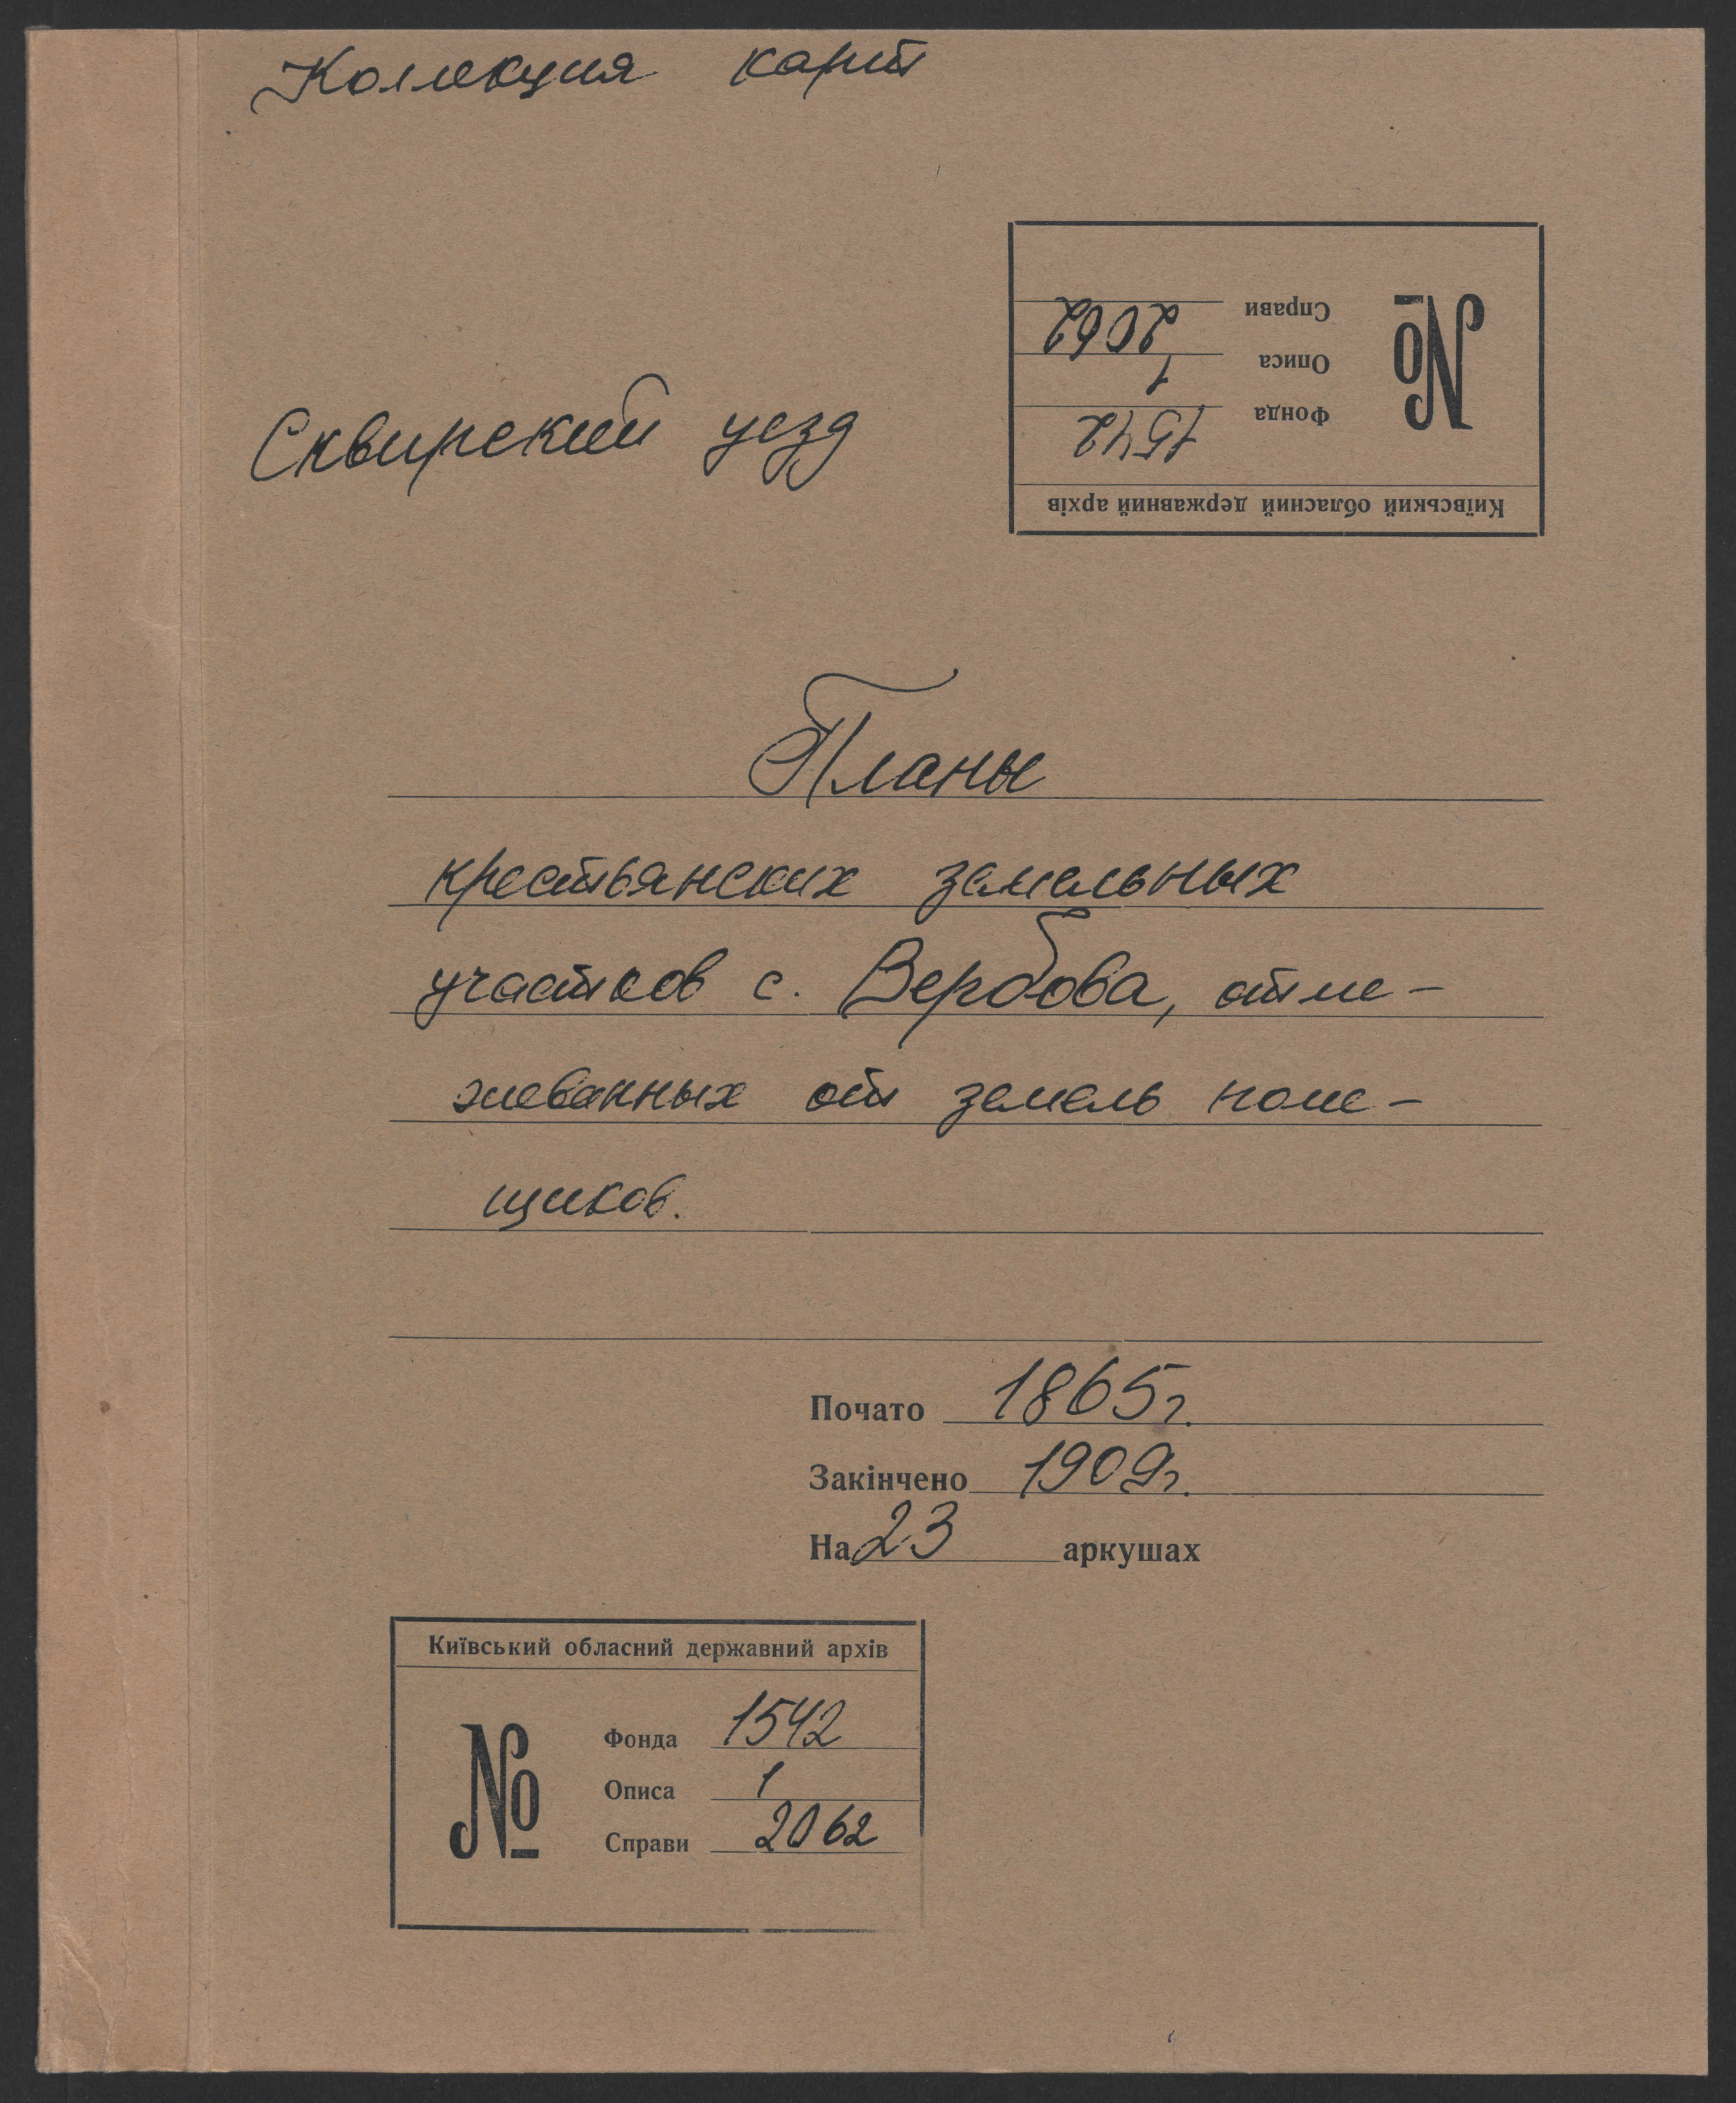 Коллекция карт
Київський обласний державний архів
№
Фонда 1542
Описа 1
Справи 2062
Сквирский уезд
Планы
крестьянских земельных
участков с. Вербова, отме-
жеванных от земель поме-
щиков.
Почато 1865 г.
Закінчено 1909 г.
На 23 аркушах
Київський обласний державний архів
№
Фонда 1542
Описа 1
Справи 2062